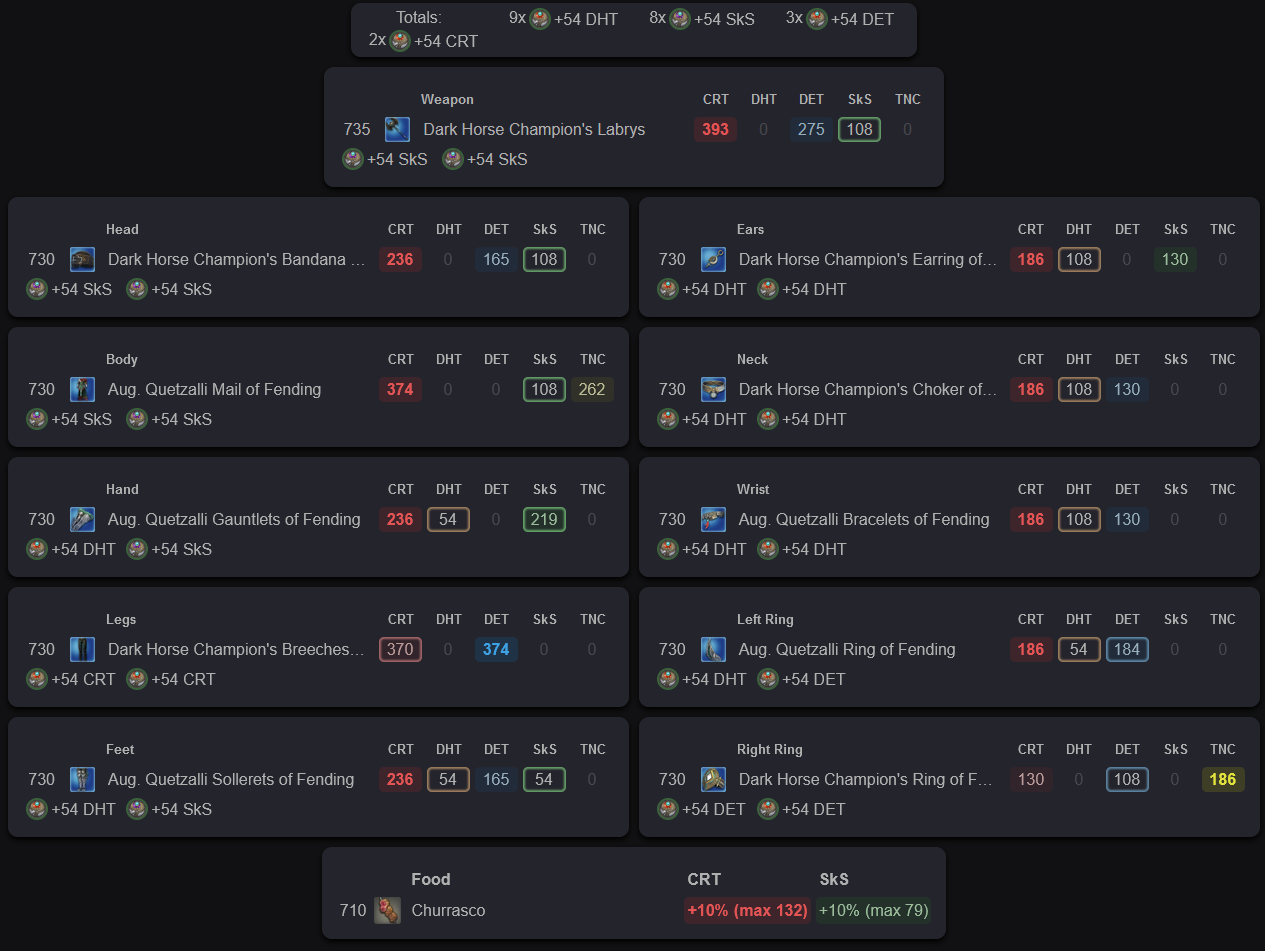 Totals: 9x +54 DHT 8x +54 SkS 3x +54 DET
2x +54 CRT
Weapon CRT DHT DET SkS TNC
735 Dark Horse Champion's Labrys 393 0 275 108 0
+54 SkS +54 SkS
Head CRT DHT DET SkS TNC
730 Dark Horse Champion's Bandana ... 236 0 165 108 0
+54 SkS +54 SkS
Ears CRT DHT DET SkS TNC
730 Dark Horse Champion's Earring of... 186 108 0 130 0
+54 DHT +54 DHT
Body CRT DHT DET SkS TNC
730 Aug. Quetzalli Mail of Fending 374 0 0 108 262
+54 SkS +54 SkS
Neck CRT DHT DET SkS TNC
730 Dark Horse Champion's Choker of... 186 108 130 0 0
+54 DHT +54 DHT
Hand CRT DHT DET SkS TNC
730 Aug. Quetzalli Gauntlets of Fending 236 54 0 219 0
+54 DHT +54 SkS
Wrist CRT DHT DET SkS TNC
730 Aug. Quetzalli Bracelets of Fending 186 108 130 0 0
+54 DHT +54 DHT
Legs CRT DHT DET SkS TNC
730 Dark Horse Champion's Breeches... 370 0 374 0 0
+54 CRT +54 CRT
Left Ring CRT DHT DET SkS TNC
730 Aug. Quetzalli Ring of Fending 186 54 184 0 0
+54 DHT +54 DET
Feet CRT DHT DET SkS TNC
730 Aug. Quetzalli Sollerets of Fending 236 54 165 54 0
+54 DHT +54 SkS
Right Ring CRT DHT DET SkS TNC
730 Dark Horse Champion's Ring of F... 130 0 108 0 186
+54 DET +54 DET
Food CRT SkS
710 Churrasco +10% (max 132) +10% (max 79)